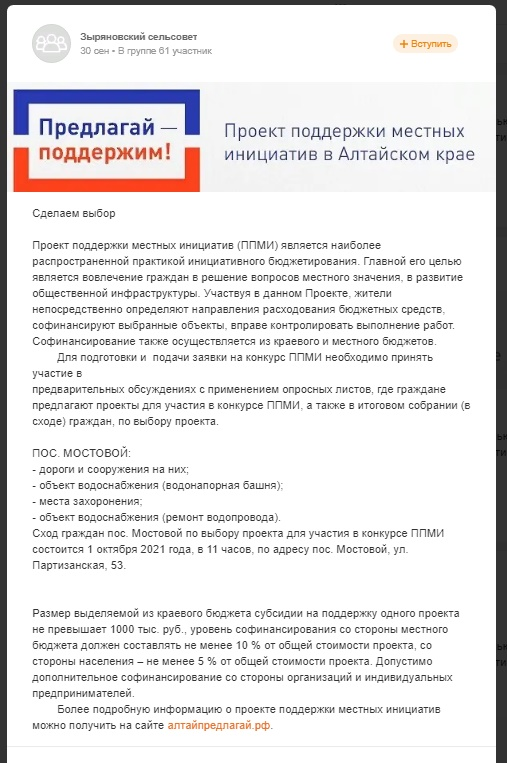 Зыряновский сельсовет
30 сен • В группе 61 участник
+ Вступить
Предлагай —
поддержим!
Проект поддержки местных
инициатив в Алтайском крае
Сделаем выбор
Проект поддержки местных инициатив (ППМИ) является наиболее
распространенной практикой инициативного бюджетирования. Главной его целью
является вовлечение граждан в решение вопросов местного значения, в развитие
общественной инфраструктуры. Участвуя в данном Проекте, жители
непосредственно определяют направления расходования бюджетных средств,
софинансируют выбранные объекты, вправе контролировать выполнение работ.
Софинансирование также осуществляется из краевого и местного бюджетов.
Для подготовки и подачи заявки на конкурс ППМИ необходимо принять
участие в
предварительных обсуждениях с применением опросных листов, где граждане
предлагают проекты для участия в конкурсе ППМИ, а также в итоговом собрании (в
сходе) граждан, по выбору проекта.
ПОС. МОСТОВОЙ:
- дороги и сооружения на них;
- объект водоснабжения (водонапорная башня);
- места захоронения;
- объект водоснабжения (ремонт водопровода).
Сход граждан пос. Мостовой по выбору проекта для участия в конкурсе ППМИ
состоится 1 октября 2021 года, в 11 часов, по адресу пос. Мостовой, ул.
Партизанская, 53.
Размер выделяемой из краевого бюджета субсидии на поддержку одного проекта
не превышает 1000 тыс. руб., уровень софинансирования со стороны местного
бюджета должен составлять не менее 10 % от общей стоимости проекта, со
стороны населения – не менее 5 % от общей стоимости проекта. Допустимо
дополнительное софинансирование со стороны организаций и индивидуальных
предпринимателей.
Более подробную информацию о проекте поддержки местных инициатив
можно получить на сайте алтайпредлагай.рф.